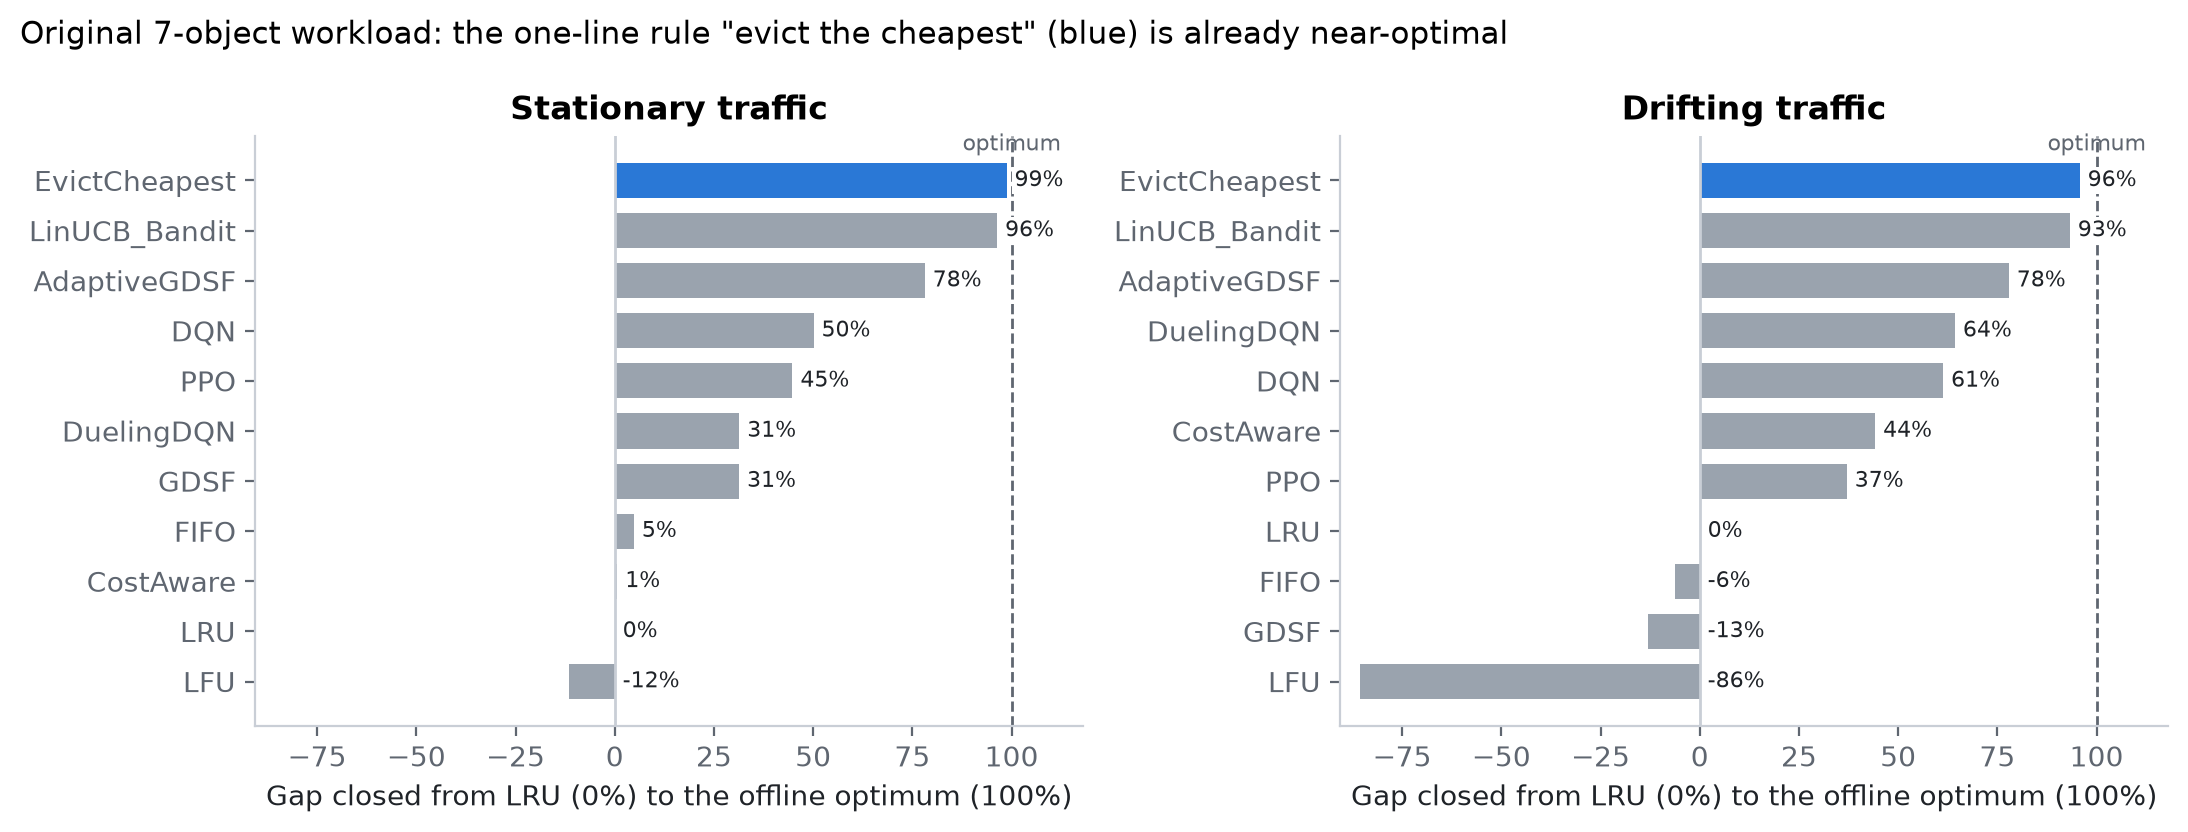 Original 7-object workload: the one-line rule "evict the cheapest" (blue) is already near-optimal
Stationary traffic
optimum
EvictCheapest 99%
LinUCB_Bandit 96%
AdaptiveGDSF 78%
DQN 50%
PPO 45%
DuelingDQN 31%
GDSF 31%
FIFO 5%
CostAware 1%
LRU 0%
LFU -12%
−75 −50 −25 0 25 50 75 100
Gap closed from LRU (0%) to the offline optimum (100%)
Drifting traffic
optimum
EvictCheapest 96%
LinUCB_Bandit 93%
AdaptiveGDSF 78%
DuelingDQN 64%
DQN 61%
CostAware 44%
PPO 37%
LRU 0%
FIFO -6%
GDSF -13%
LFU -86%
−75 −50 −25 0 25 50 75 100
Gap closed from LRU (0%) to the offline optimum (100%)